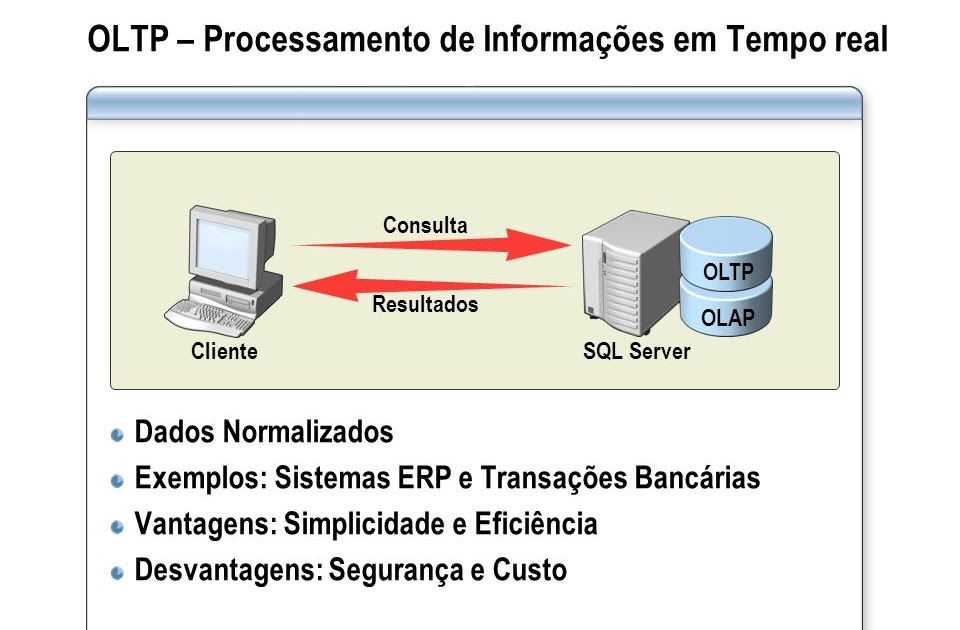 OLTP – Processamento de Informações em Tempo real
Consulta
Resultados
OLTP
OLAP
Cliente
SQL Server
Dados Normalizados
Exemplos: Sistemas ERP e Transações Bancárias
Vantagens: Simplicidade e Eficiência
Desvantagens: Segurança e Custo